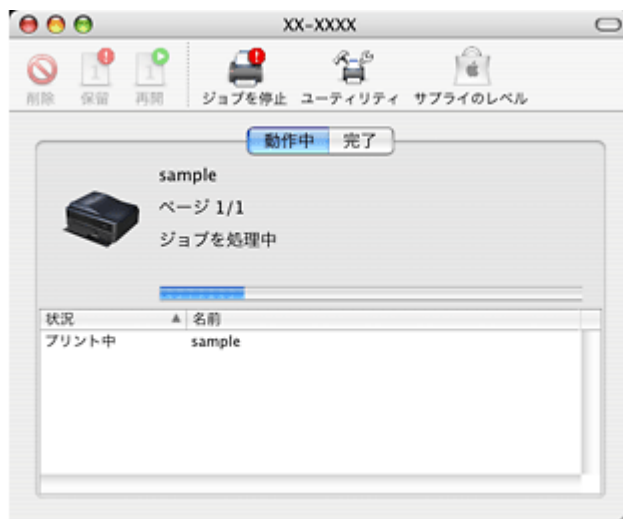 XX-XXXX
削除 保留 再開 ジョブを停止 ユーティリティ サプライのレベル
動作中 完了
sample
ページ 1/1
ジョブを処理中
状況 名前
プリント中 sample